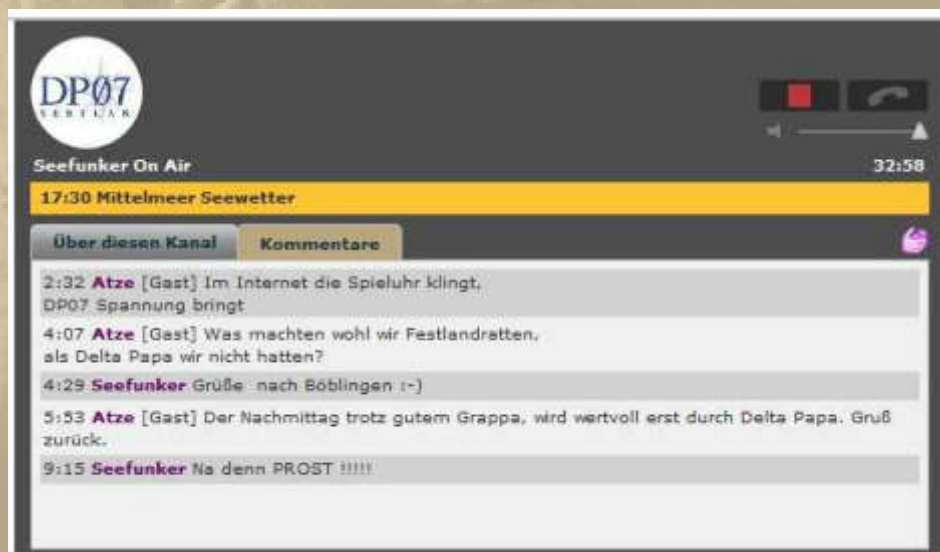 DP07
SEEFUNK
Seefunker On Air
32:58
17:30 Mittelmeer Seewetter
Über diesen Kanal
Kommentare
2:32 Atze [Gast] Im Internet die Spieluhr klingt,
DP07 Spannung bringt
4:07 Atze [Gast] Was machten wohl wir Festlandratten,
als Delta Papa wir nicht hatten?
4:29 Seefunker Grüße nach Böblingen :-)
5:53 Atze [Gast] Der Nachmittag trotz gutem Grappa, wird wertvoll erst durch Delta Papa. Gruß
zurück.
9:15 Seefunker Na denn PROST !!!!!